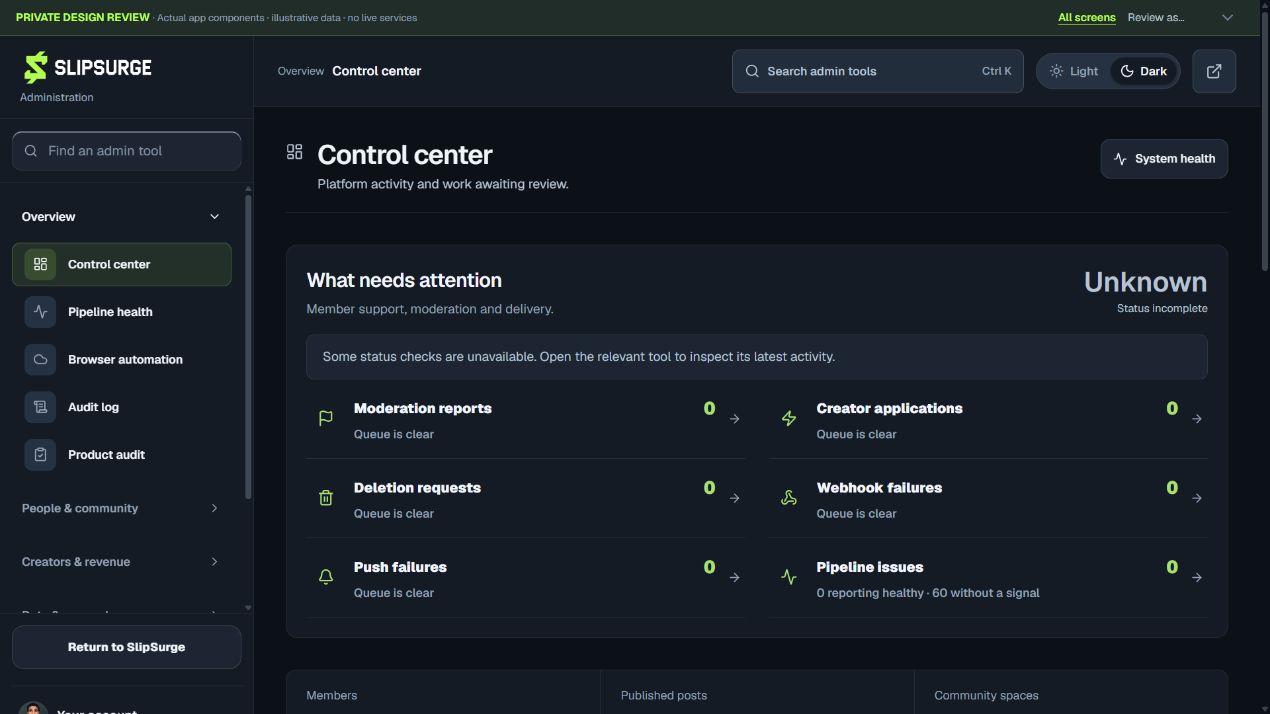 PRIVATE DESIGN REVIEW · Actual app components · illustrative data · no live services
All screens
Review as...
SLIPSURGE
Administration
Overview Control center
Search admin tools
Ctrl K
Light
Dark
Find an admin tool
Overview
Control center
Pipeline health
Browser automation
Audit log
Product audit
People & community
Creators & revenue
Return to SlipSurge
Your account
Control center
Platform activity and work awaiting review.
System health
What needs attention
Member support, moderation and delivery.
Unknown
Status incomplete
Some status checks are unavailable. Open the relevant tool to inspect its latest activity.
Moderation reports
0
Queue is clear
Creator applications
0
Queue is clear
Deletion requests
0
Queue is clear
Webhook failures
0
Queue is clear
Push failures
0
Queue is clear
Pipeline issues
0
0 reporting healthy · 60 without a signal
Members
Published posts
Community spaces